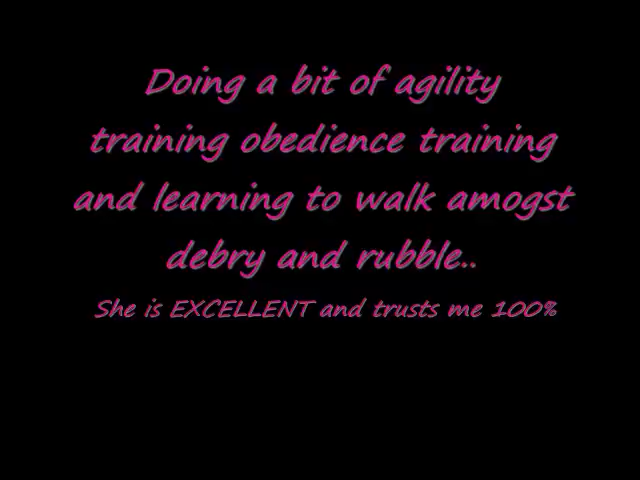 Doing a bit of agility
training obedience training
and learning to walk amogst
debry and rubble..
She is EXCELLENT and trusts me 100%